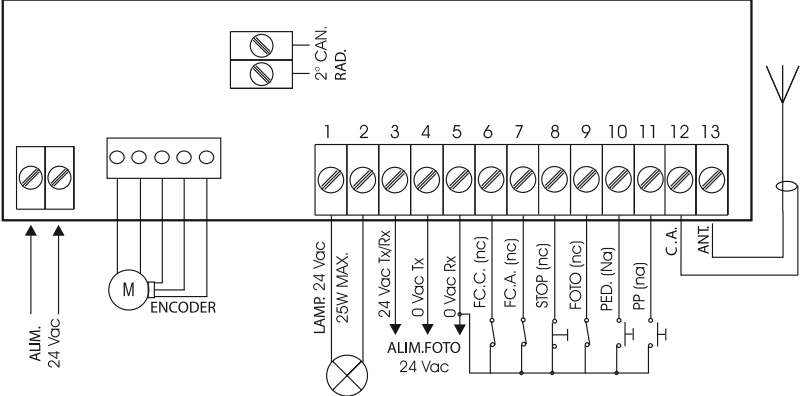 2° CAN.
RAD.
1 2 3 4 5 6 7 8 9 10 11 12 13
LAMP. 24 Vac
25W MAX.
24 Vac Tx/Rx
0 Vac Tx
0 Vac Rx
FC.C. (nc)
FC.A. (nc)
STOP (nc)
FOTO (nc)
PED. (Na)
PP (na)
C.A.
ANT.
M
ENCODER
ALIM.
24 Vac
ALIM.FOTO
24 Vac